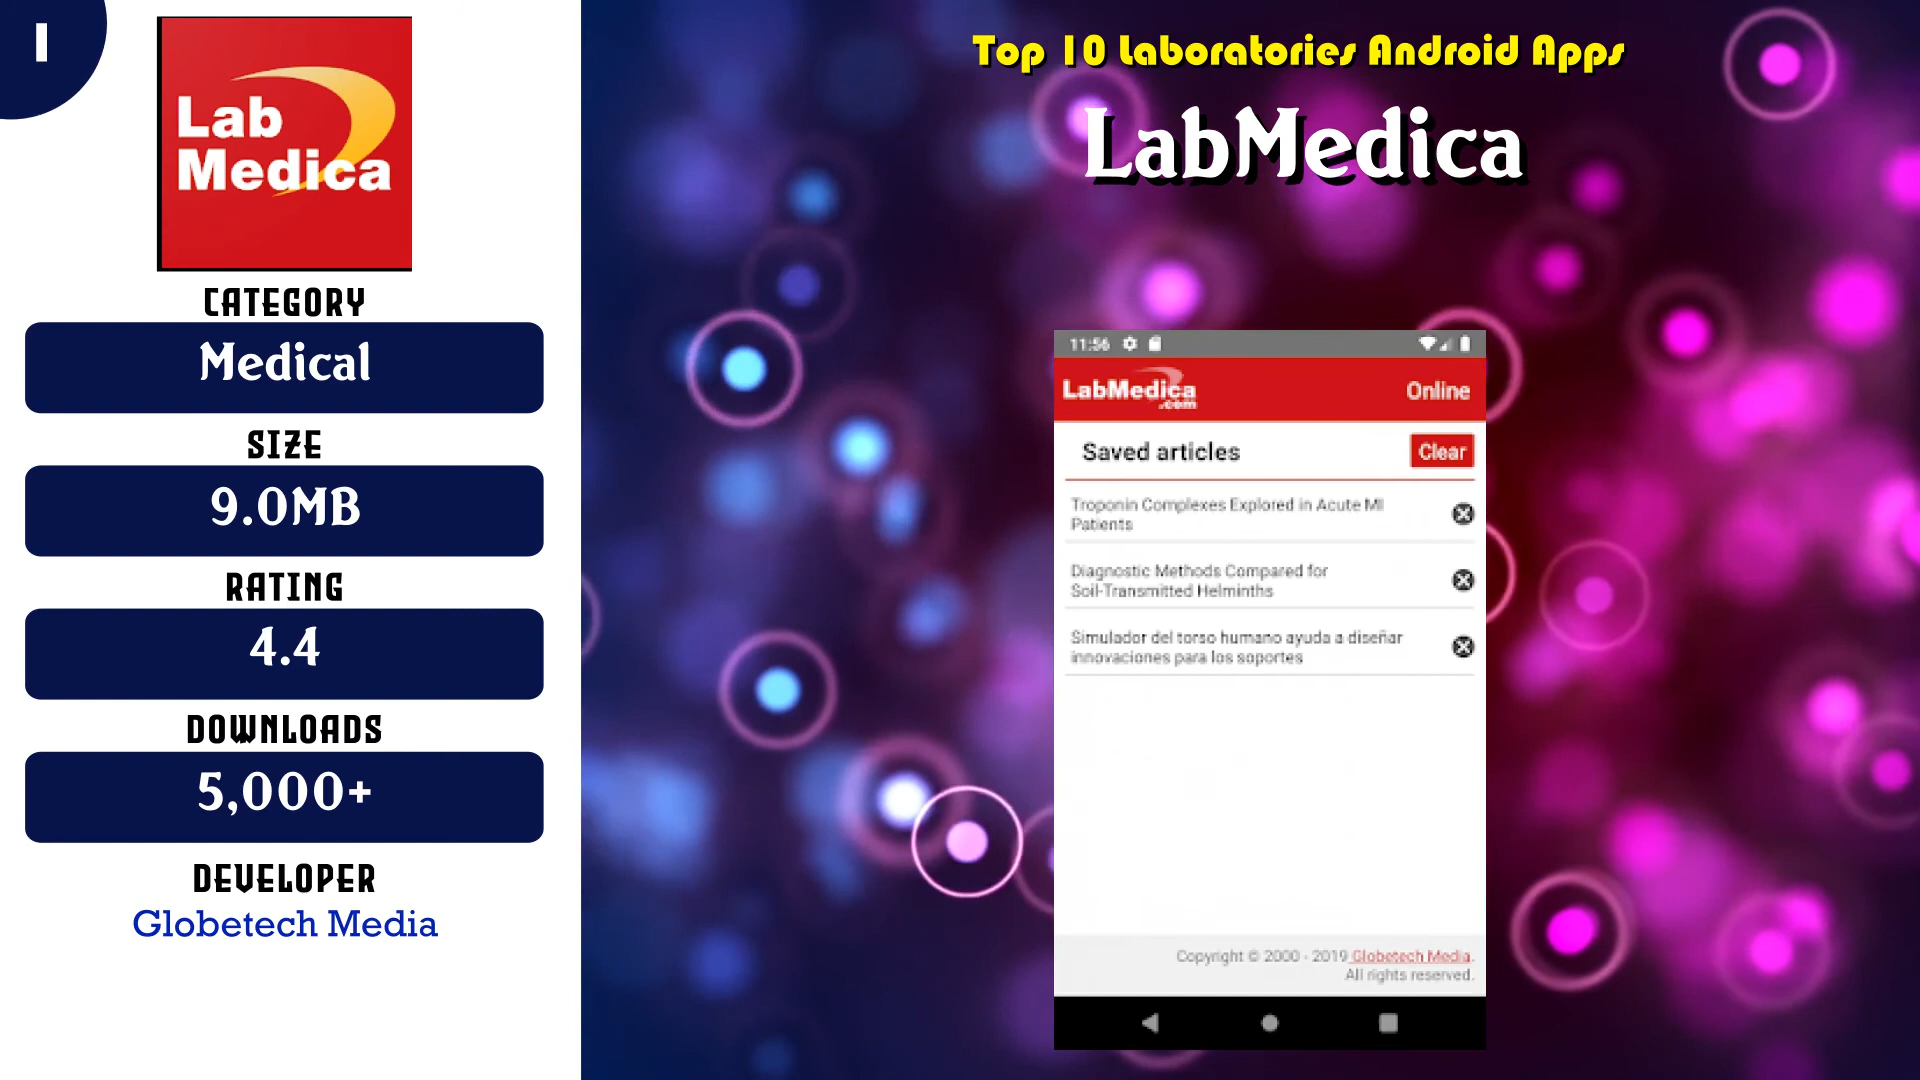 1
Lab
Medica
CATEGORY
Medical
SIZE
9.0MB
RATING
4.4
DOWNLOADS
5,000+
DEVELOPER
Globetech Media
Top 10 Laboratories Android Apps
LabMedica
11:56
LabMedica
.com
Online
Saved articles
Clear
Troponin Complexes Explored in Acute MI
Patients
Diagnostic Methods Compared for
Soil-Transmitted Helminths
Simulador del torso humano ayuda a diseñar
innovaciones para los soportes
Copyright © 2000 - 2019 Globetech Media.
All rights reserved.